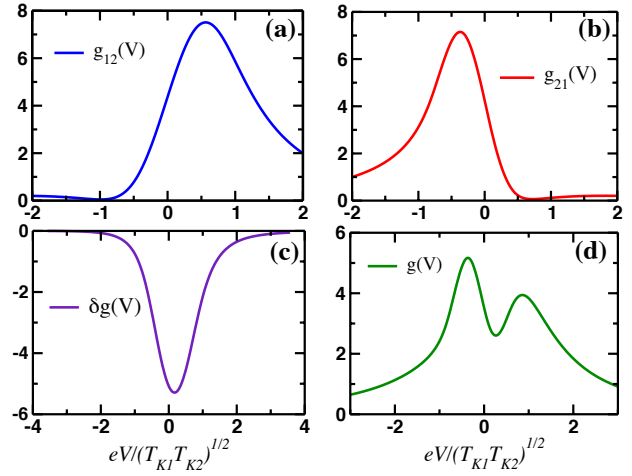 8
6
4
2
0
-2 -1 0 1 2
(a)
g12(V)
8
6
4
2
0
-2 -1 0 1 2
(b)
g21(V)
0
-2
-4
-6
-4 -2 0 2 4
(c)
δg(V)
eV/(TK1TK2)^1/2
6
4
2
0
-2 0 2
(d)
g(V)
eV/(TK1TK2)^1/2